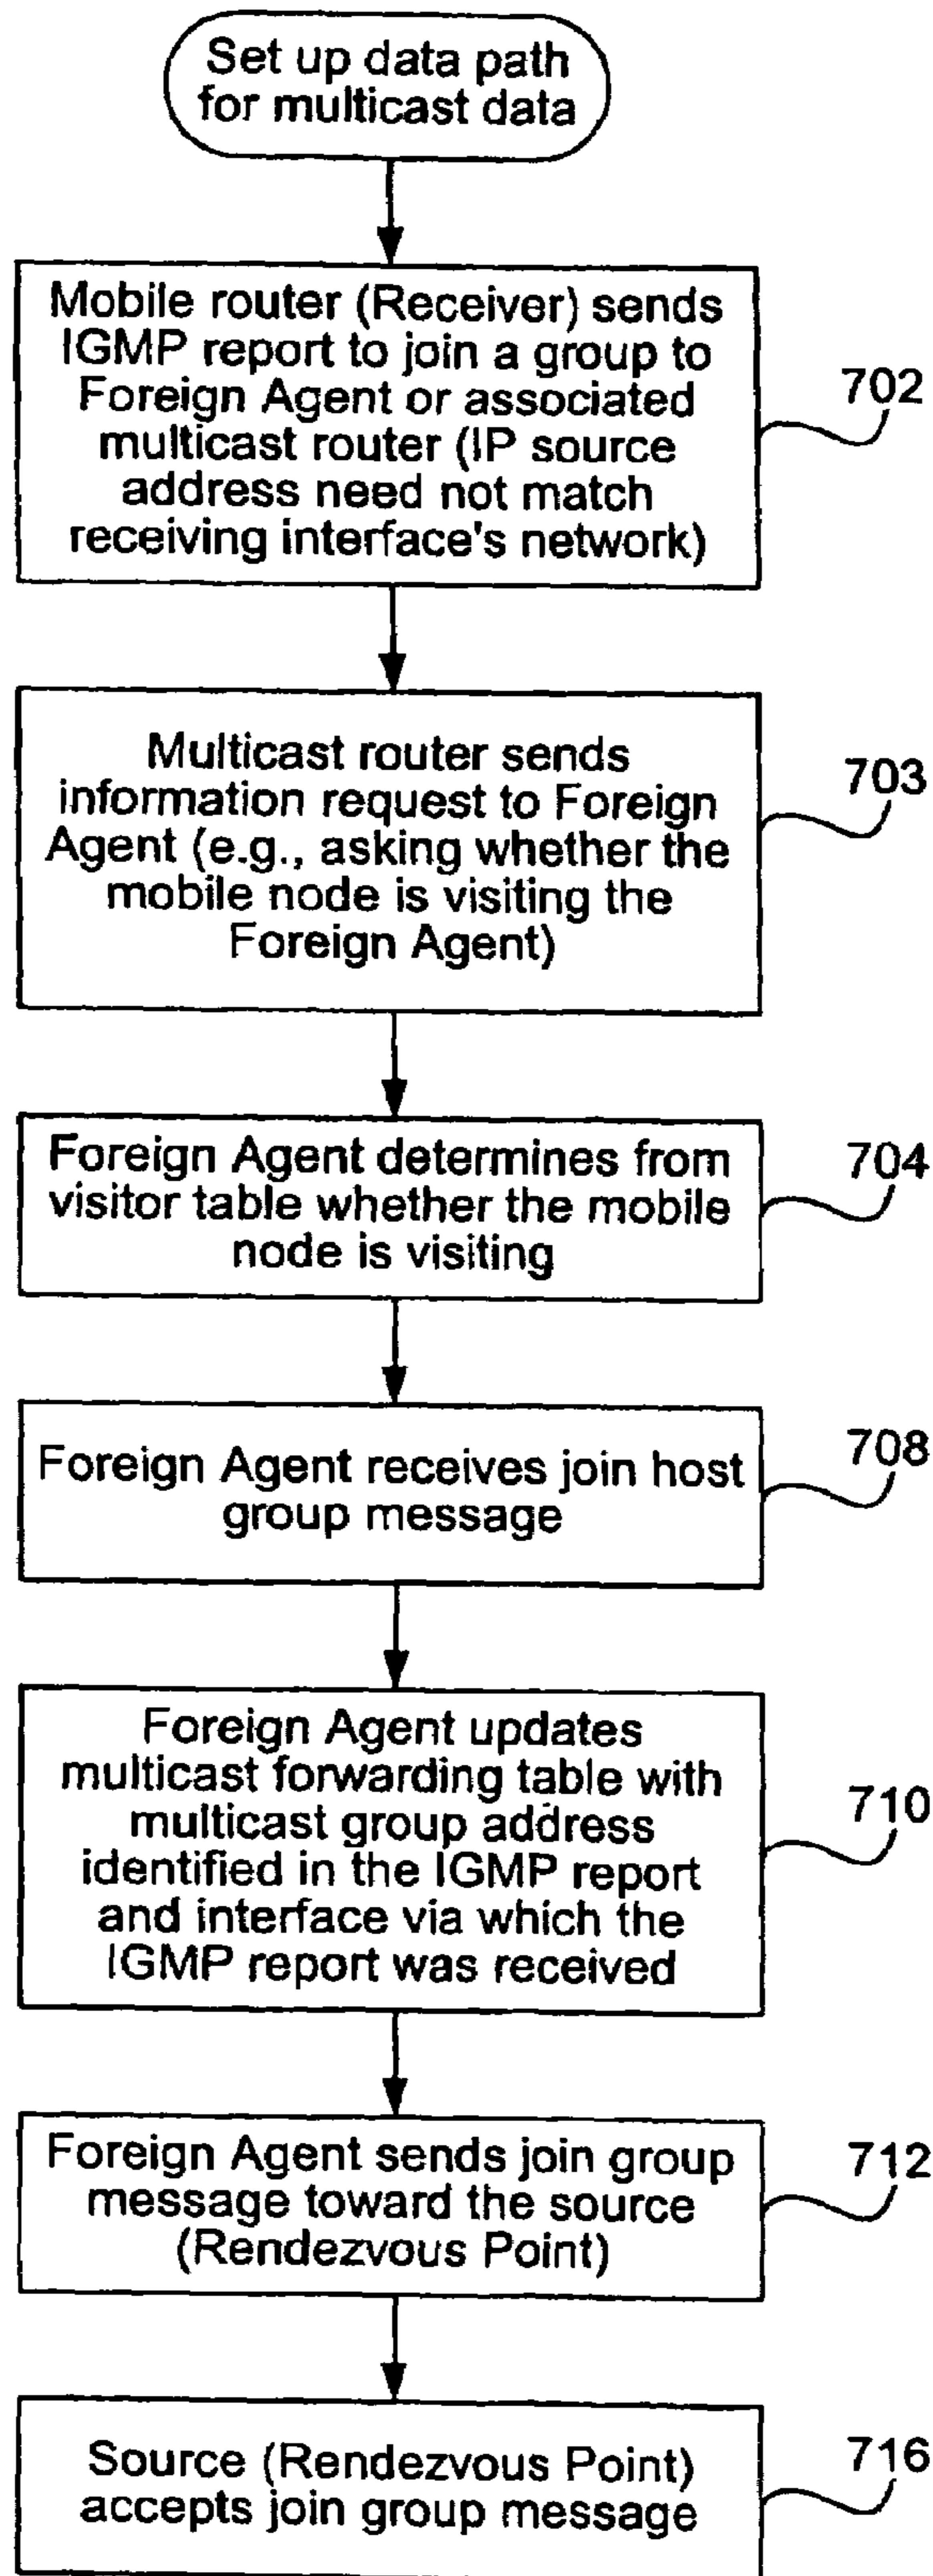 Set up data path
for multicast data
Mobile router (Receiver) sends
IGMP report to join a group to
Foreign Agent or associated
multicast router (IP source
address need not match
receiving interface's network)
702
Multicast router sends
information request to Foreign
Agent (e.g., asking whether the
mobile node is visiting the
Foreign Agent)
703
Foreign Agent determines from
visitor table whether the mobile
node is visiting
704
Foreign Agent receives join host
group message
708
Foreign Agent updates
multicast forwarding table with
multicast group address
identified in the IGMP report
and interface via which the
IGMP report was received
710
Foreign Agent sends join group
message toward the source
(Rendezvous Point)
712
Source (Rendezvous Point)
accepts join group message
716